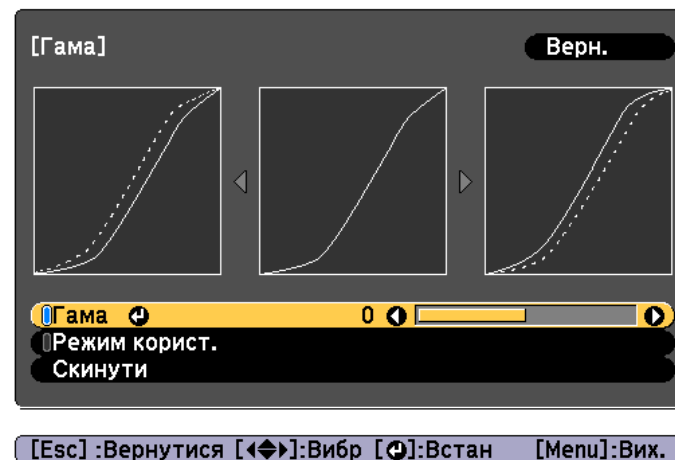 [Гама] Верн.
Гама 0
Режим корист.
Скинути
[Esc] :Вернутися []:Вибр []:Встан [Menu]:Вих.